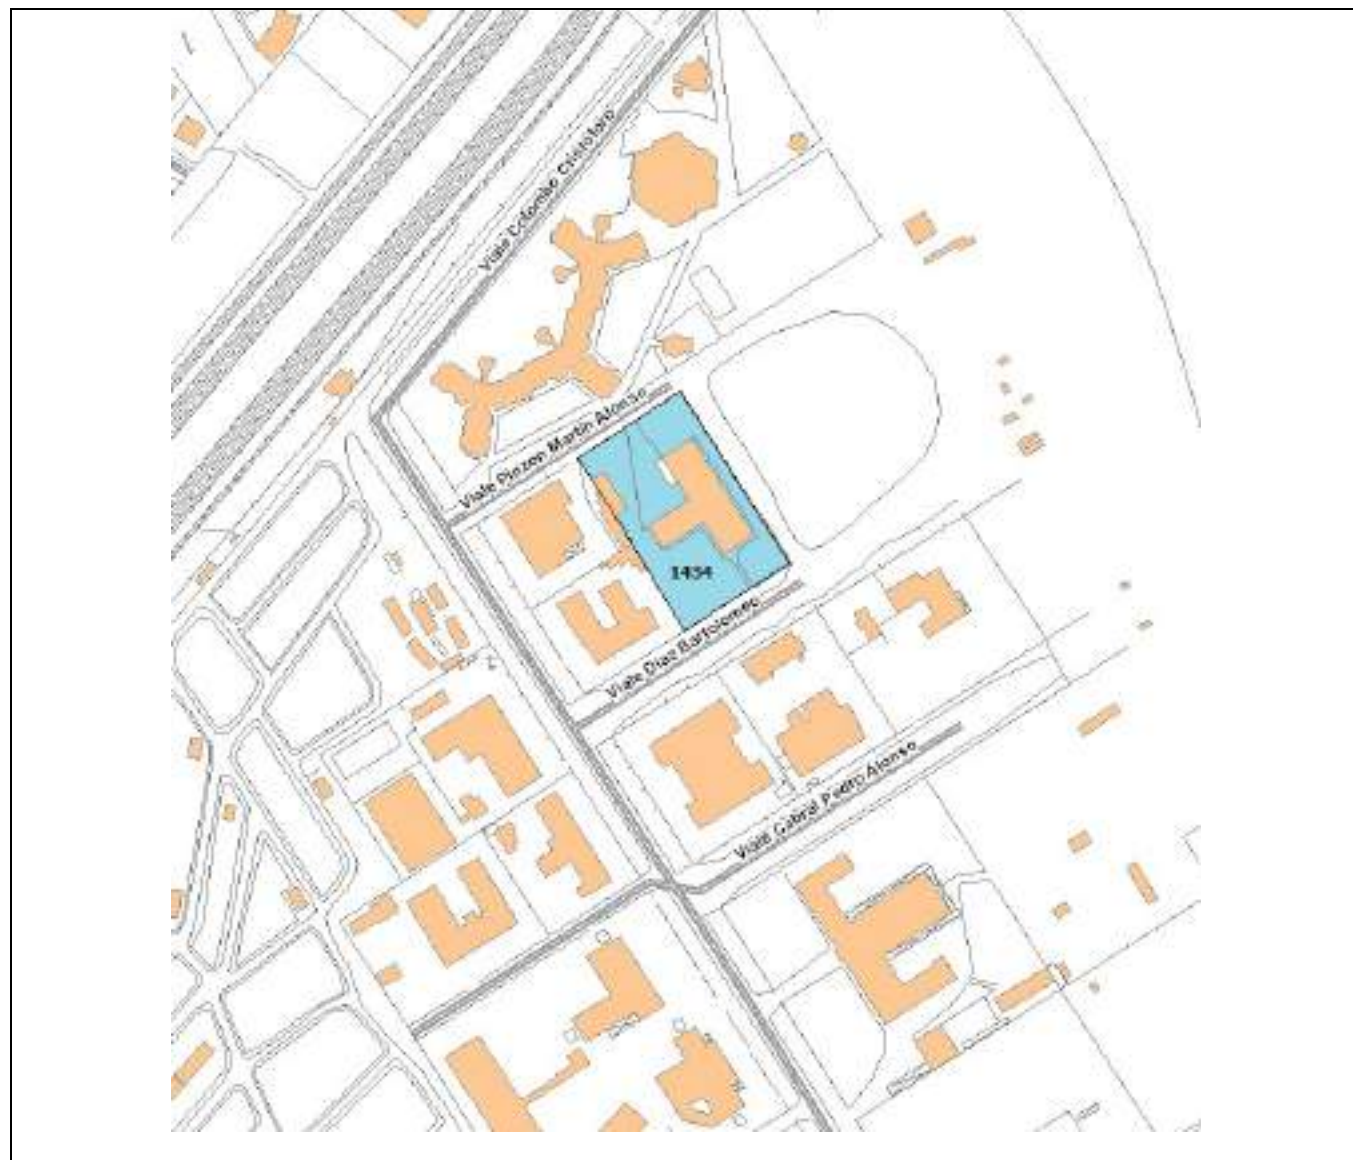 Viale Colombo Cristoforo
Viale Pinzon Martin Alonso
1434
Viale Diaz Bartolomeo
Viale Cabral Pedro Alonso